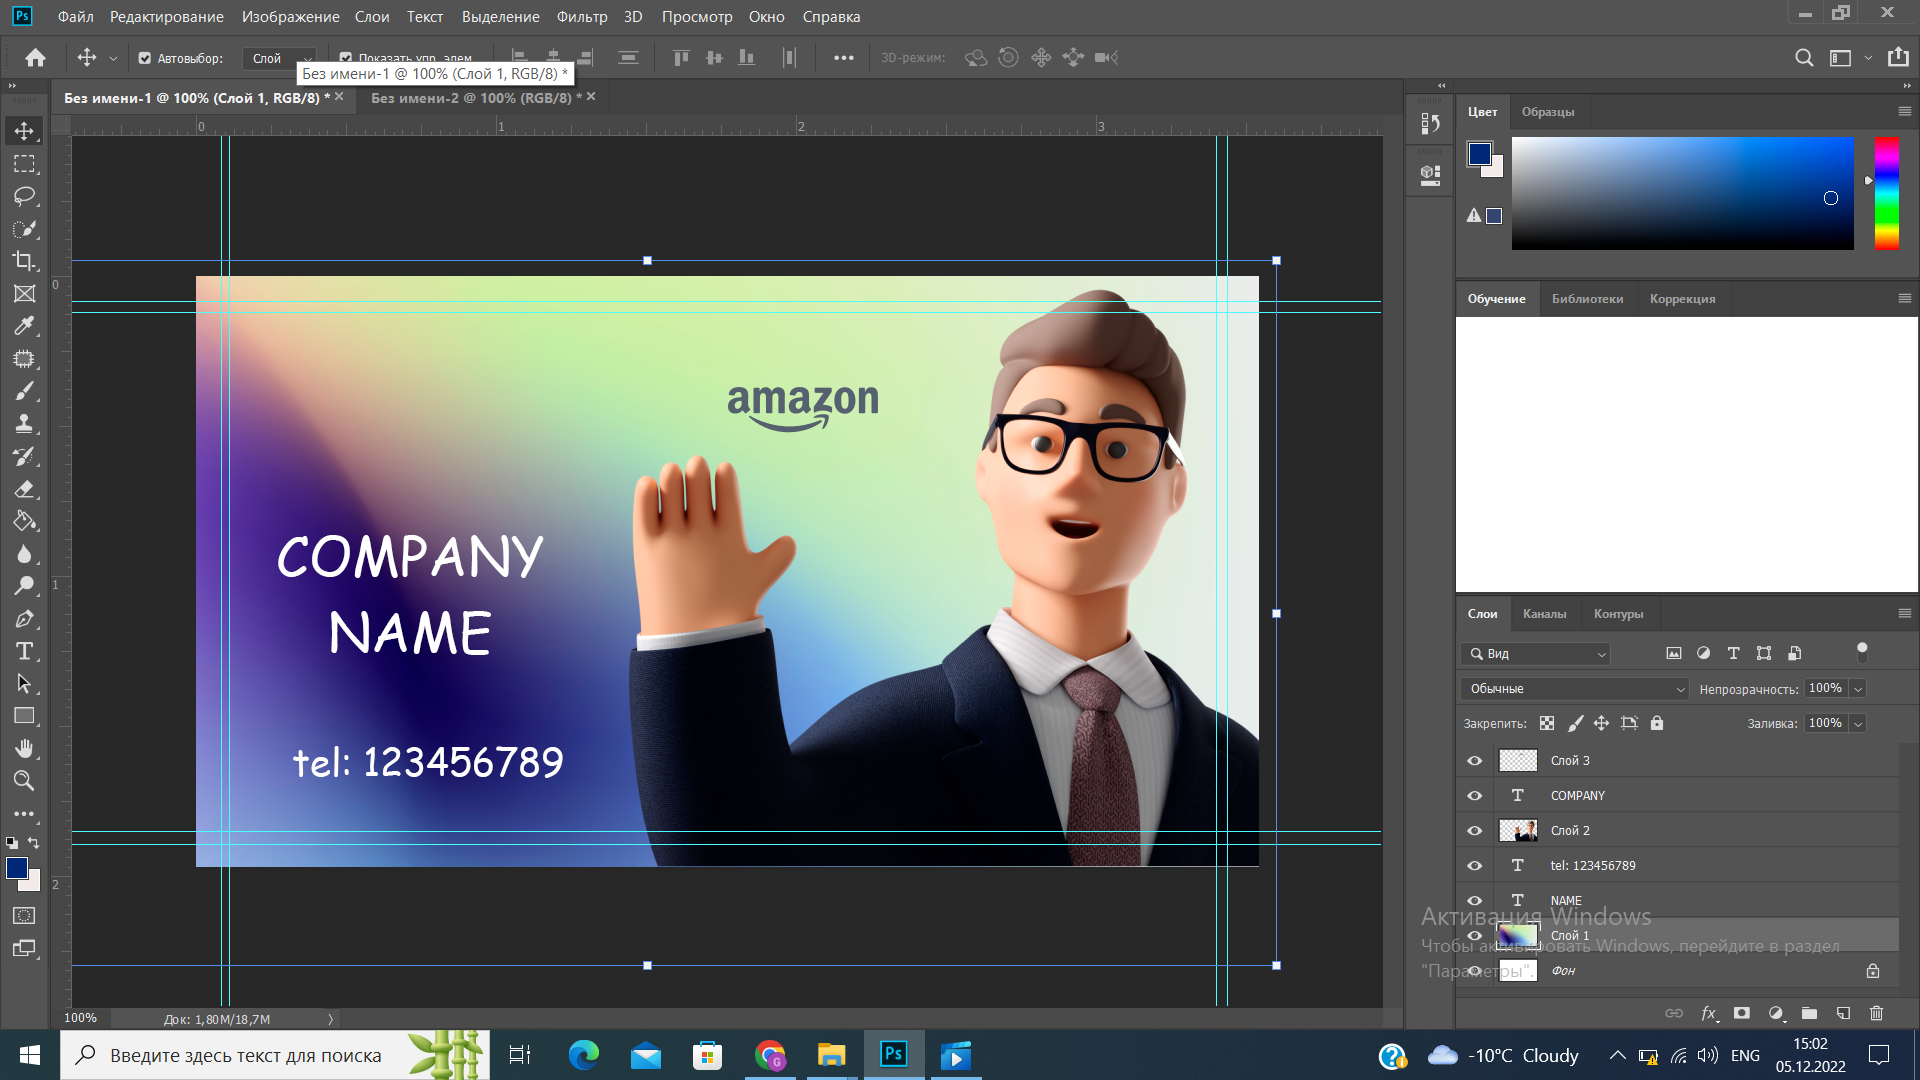 Ps Файл Редактирование Изображение Слои Текст Выделение Фильтр 3D Просмотр Окно Справка
Автовыбор: Слой Показать упр. элем. 3D-режим:
Без имени-1 @ 100% (Слой 1, RGB/8) *
Без имени-1 @ 100% (Слой 1, RGB/8) * Без имени-2 @ 100% (RGB/8) *
0 1 2 3
0
1
2
amazon
COMPANY
NAME
tel: 123456789
100% Док: 1,80M/18,7M
Цвет Образцы
Обучение Библиотеки Коррекция
Слои Каналы Контуры
Вид
Обычные Непрозрачность: 100%
Закрепить: Заливка: 100%
Слой 3
T COMPANY
Слой 2
T tel: 123456789
T NAME
Слой 1
Фон
Активация Windows
Чтобы активировать Windows, перейдите в раздел
"Параметры".
fx
Введите здесь текст для поиска
G
Ps
-10°C Cloudy
ENG
15:02
05.12.2022